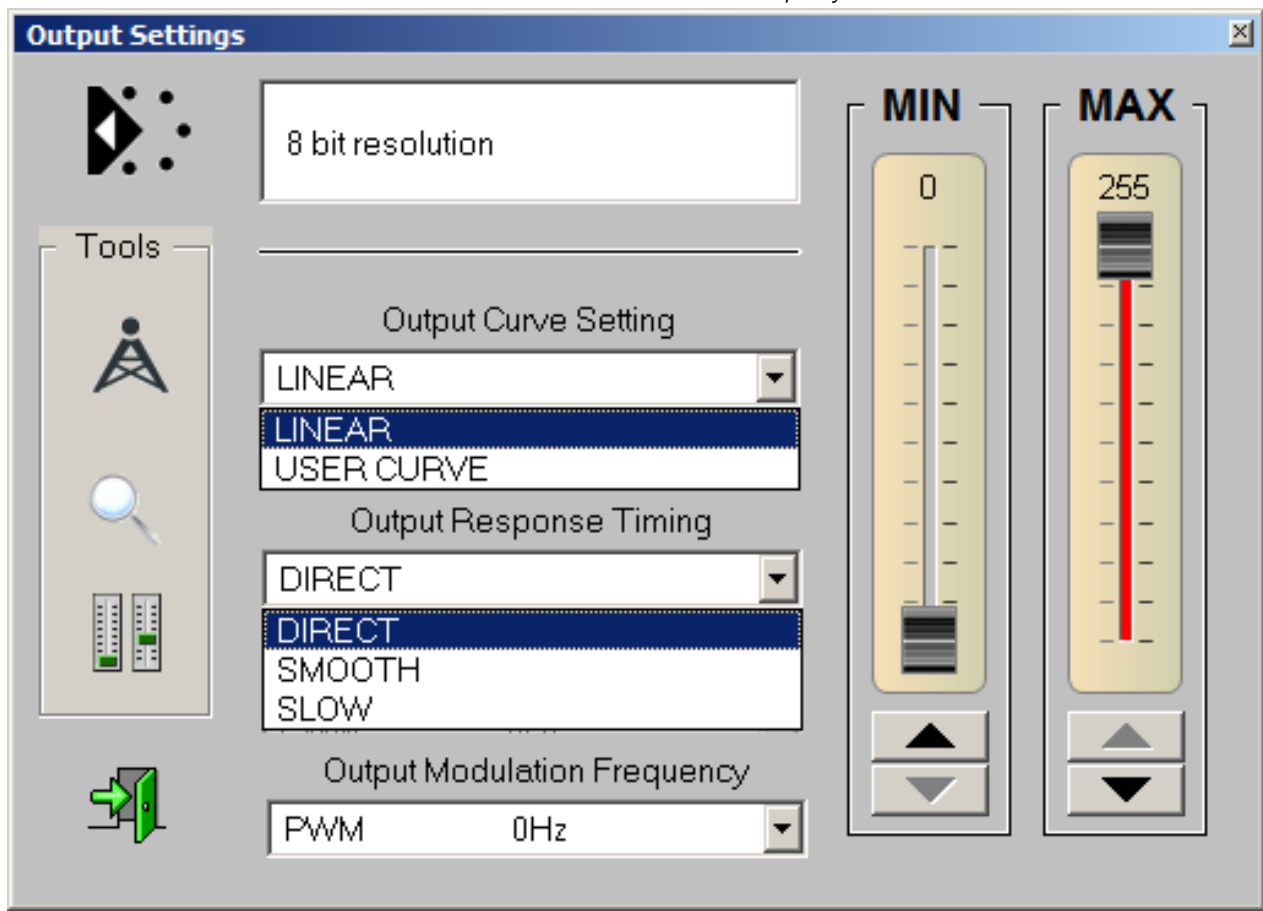 Output Settings
8 bit resolution
MIN
MAX
0
255
Tools
Output Curve Setting
LINEAR
LINEAR
USER CURVE
Output Response Timing
DIRECT
DIRECT
SMOOTH
SLOW
Output Modulation Frequency
PWM 0Hz